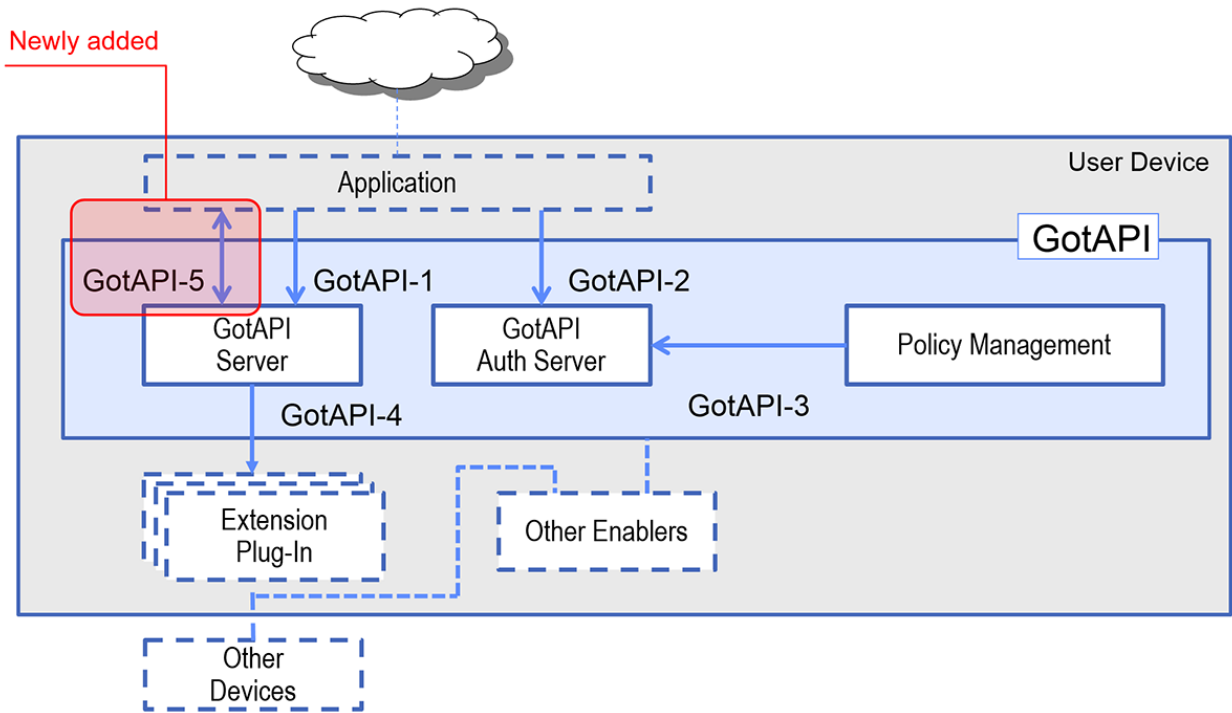 Newly added
User Device
Application
GotAPI
GotAPI-5
GotAPI-1
GotAPI-2
GotAPI
Server
GotAPI
Auth Server
Policy Management
GotAPI-4
GotAPI-3
Extension
Plug-In
Other Enablers
Other
Devices